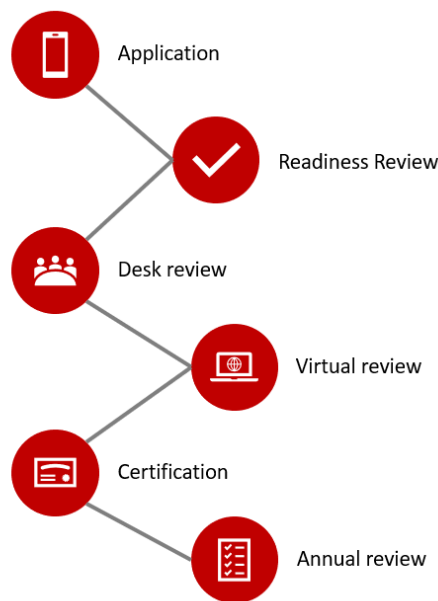 Application
Readiness Review
Desk review
Virtual review
Certification
Annual review